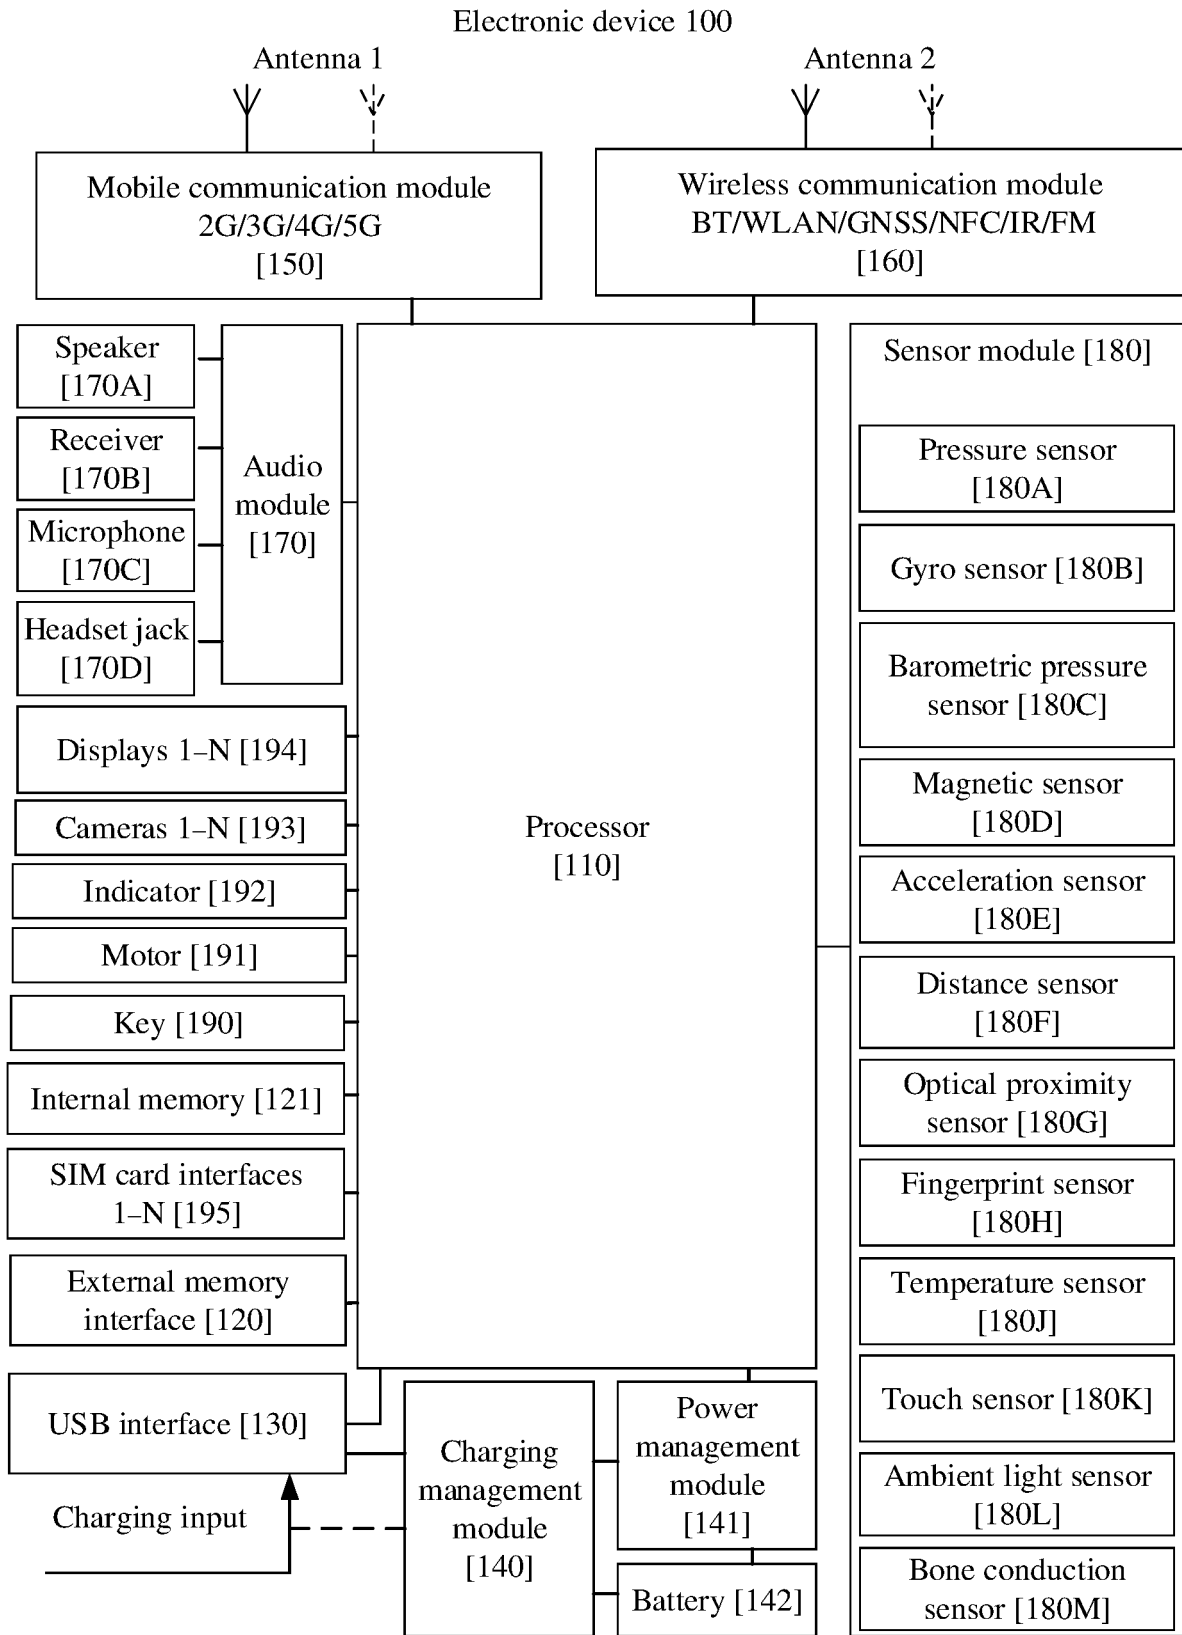 Electronic device 100
Antenna 1
Antenna 2
Mobile communication module
2G/3G/4G/5G
[150]
Wireless communication module
BT/WLAN/GNSS/NFC/IR/FM
[160]
Speaker
[170A]
Receiver
[170B]
Microphone
[170C]
Headset jack
[170D]
Audio
module
[170]
Displays 1–N [194]
Cameras 1–N [193]
Indicator [192]
Motor [191]
Key [190]
Internal memory [121]
SIM card interfaces
1–N [195]
External memory
interface [120]
USB interface [130]
Charging input
Processor
[110]
Charging
management
module
[140]
Power
management
module
[141]
Battery [142]
Sensor module [180]
Pressure sensor
[180A]
Gyro sensor [180B]
Barometric pressure
sensor [180C]
Magnetic sensor
[180D]
Acceleration sensor
[180E]
Distance sensor
[180F]
Optical proximity
sensor [180G]
Fingerprint sensor
[180H]
Temperature sensor
[180J]
Touch sensor [180K]
Ambient light sensor
[180L]
Bone conduction
sensor [180M]